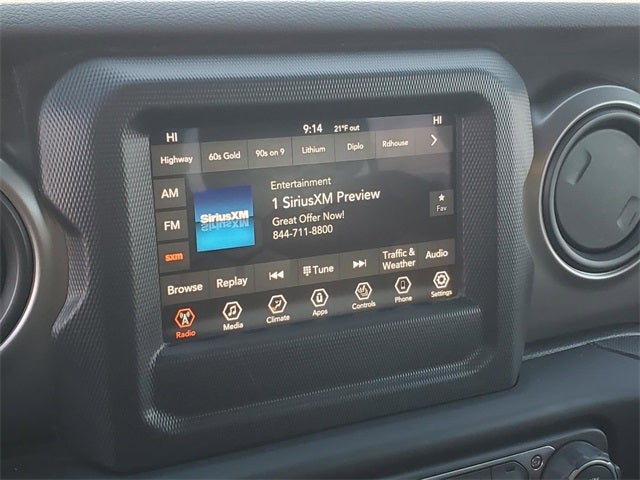 HI 9:14 21°F out HI
Highway 60s Gold 90s on 9 Lithium Diplo Rdhouse
AM
FM
sxm
SiriusXM
Entertainment
1 SiriusXM Preview
Great Offer Now!
844-711-8800
Fav
Browse Replay Tune Traffic & Weather Audio
Radio Media Climate Apps Controls Phone Settings